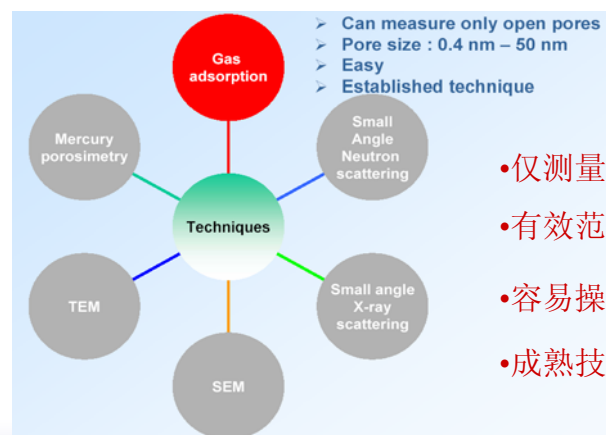 Gas
adsorption
Can measure only open pores
Pore size : 0.4 nm – 50 nm
Easy
Established technique
Mercury
porosimetry
Small
Angle
Neutron
scattering
•仅测量
Techniques
•有效范
TEM
Small angle
X-ray
scattering
•容易操
SEM
•成熟技